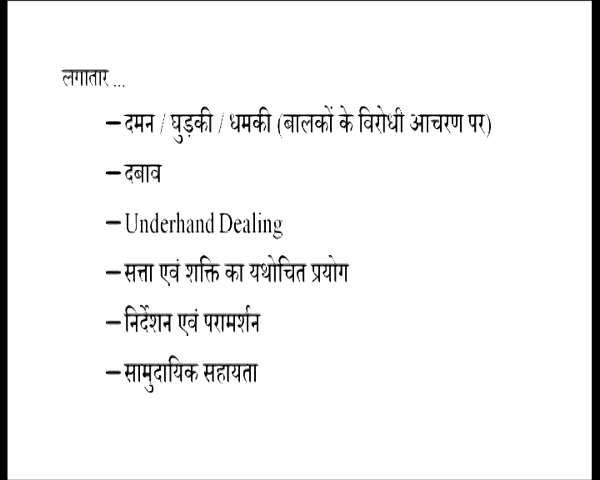 लगातार ...
– दमन / घुड़की / धमकी (बालकों के विरोधी आचरण पर)
– दबाव
– Underhand Dealing
– सत्ता एवं शक्ति का यथोचित प्रयोग
– निर्देशन एवं परामर्शन
– सामुदायिक सहायता